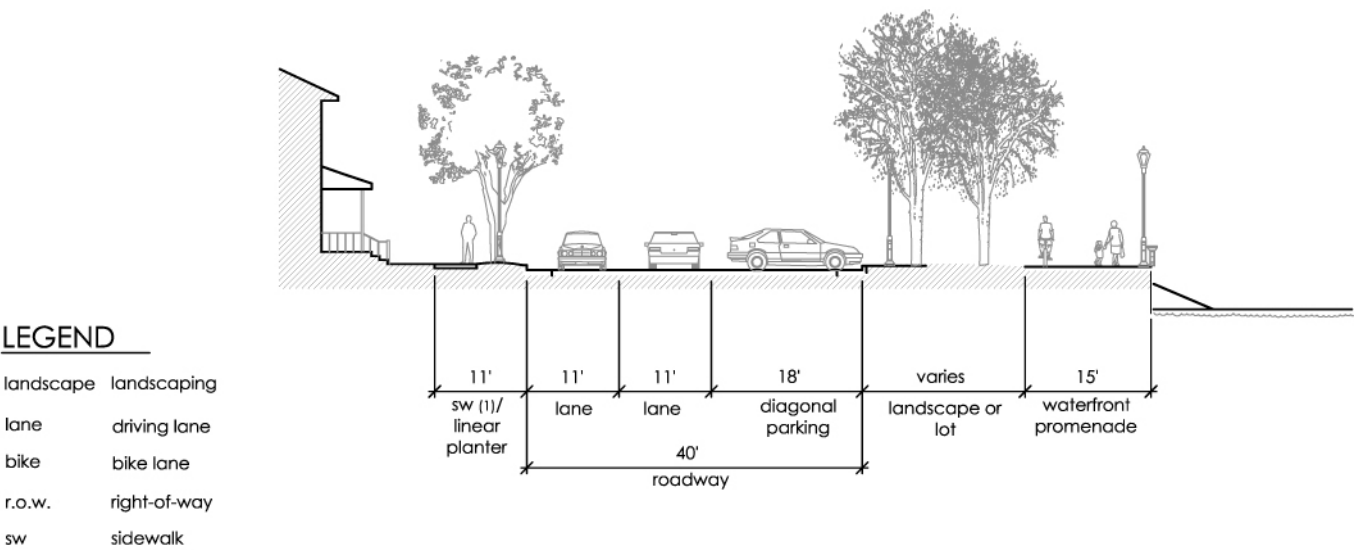 11'
11'
11'
18'
varies
15'
sw (1)/
linear
planter
lane
lane
diagonal
parking
landscape or
lot
waterfront
promenade
40'
roadway
LEGEND
landscape landscaping
lane driving lane
bike bike lane
r.o.w. right-of-way
sw sidewalk